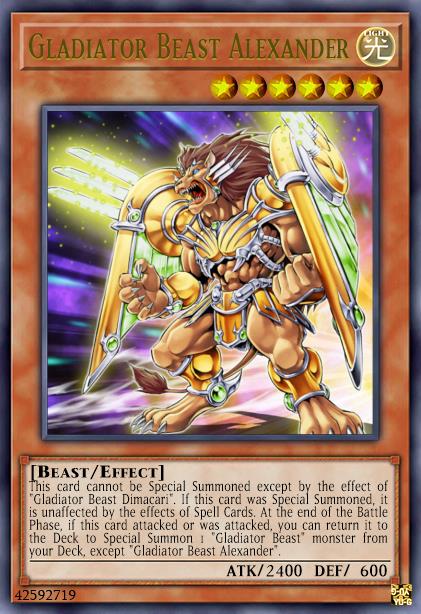 GLADIATOR BEAST ALEXANDER
LIGHT
光
[BEAST/EFFECT]
This card cannot be Special Summoned except by the effect of
"Gladiator Beast Dimacari". If this card was Special Summoned, it
is unaffected by the effects of Spell Cards. At the end of the Battle
Phase, if this card attacked or was attacked, you can return it
to the Deck to Special Summon 1 "Gladiator Beast" monster from
your Deck, except "Gladiator Beast Alexander".
ATK/2400 DEF/ 600
42592719